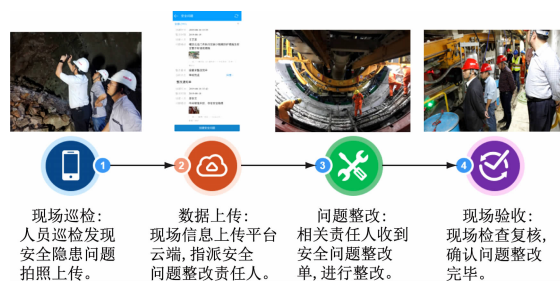 1
2
3
4
现场巡检:
人员巡检发现
安全隐患问题
拍照上传。
数据上传:
现场信息上传平台
云端,指派安全
问题整改责任人。
问题整改:
相关责任人收到
安全问题整改
单,进行整改。
现场验收:
现场检查复核,
确认问题整改
完毕。